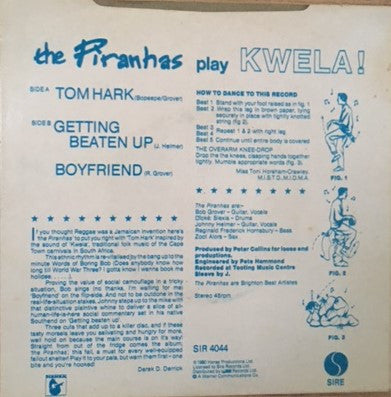 the Piranhas play KWELA!
SIDE A TOM HARK (Bopeepe/Grover)
SIDE B GETTING
BEATEN UP (J. Helmer)
BOYFRIEND (R. Grover)
HOW TO DANCE TO THIS RECORD
Beat 1 Stand with your foot raised as in fig. 1
Beat 2 Wrap this leg in brown paper, tying
securely in place with tightly knotted
string (fig 2).
Beat 3
Beat 4 Repeat 1 & 2 with right leg
Beat 5 Continue until entire body is covered
THE OVERARM KNEE-DROP
Drop the knees, clasping hands together
tightly. Mumble appropriate words (fig. 3).
Miss Toni Horsham-Crawley,
M.I.S.T.D. M.I.D.M.A.
FIG. 1
FIG. 2
FIG. 3
If you thought Reggae was a Jamaican invention here's
the Piranhas' to put you right with 'Tom Hark' inspired by
the sound of 'Kwela', traditional folk music of the Cape
Town carnivals in South Africa.
This ethnic rhythm is re-vitalised by the bang up to the
minute Words of Boring Bob (Does anybody know how
long till World War Three? I gotta know I wanna book me
holidees . . .
Proving the value of social camouflage in a tricky
situation, Bob sings and thanks, I'm waiting for me!
'Boyfriend' on the flip-side. And not to be outdone in the
real-life-situation stakes, Johnny steps up to the mike with
that distinctive plaintive whine to deliver a slice of all-
human-life-is-here social commentary set in his native
Southend on 'Getting beaten up'.
Three cuts that add up to a killer disc, and if these
tasty morsels leave you salivating and hungry for more,
well hold on because the main course is on it's way!
Straight from out of the fridge comes the album,
the Piranhas; this fall, a must for every well-equipped
fallout shelter! Play it to your pals, but warn them first - one
bite and you're hooked!
Derek D. Derrick
The Piranhas are-
Bob Grover - Guitar, Vocals
Dickie Slexia - Drums
Johnny Helmer - Guitar, Vocals
Reginald Frederick Hornsbury - Bass
Zoot Alors - Sax
Produced by Peter Collins for loose end
productions.
Engineered by Pete Hammond
Recorded at Tooting Music Centre
Sleeve by J.
The Piranhas are Brighton Best Artistes
Stereo 45rpm
SIR 4044
SIRE